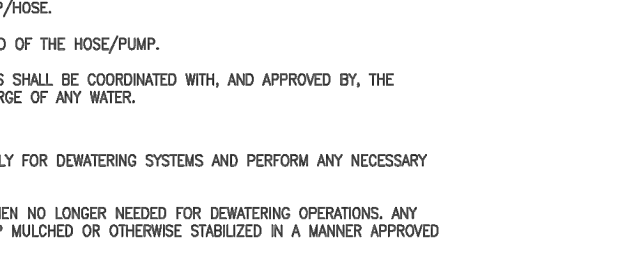 P/HOSE.
D OF THE HOSE/PUMP.
S SHALL BE COORDINATED WITH, AND APPROVED BY, THE
RGE OF ANY WATER.
LY FOR DEWATERING SYSTEMS AND PERFORM ANY NECESSARY
HEN NO LONGER NEEDED FOR DEWATERING OPERATIONS. ANY
P MULCHED OR OTHERWISE STABILIZED IN A MANNER APPROVED